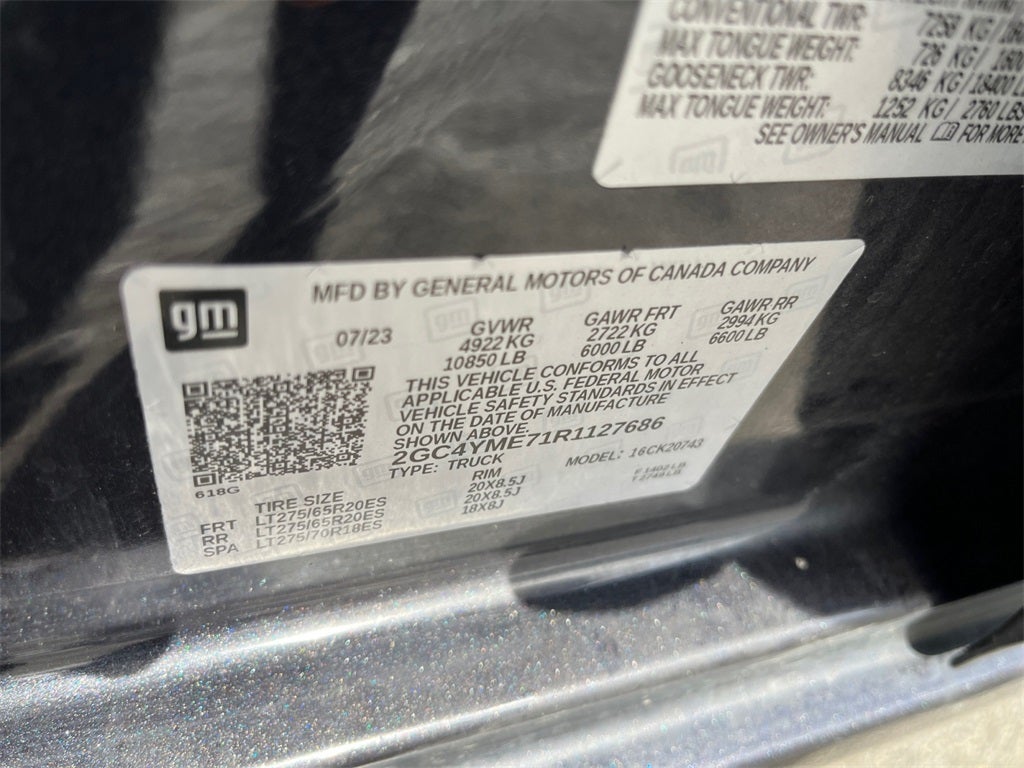 CONVENTIONAL TWR: 7258 KG
MAX TONGUE WEIGHT: 726 KG / 1600
GOOSENECK TWR: 8346 KG/18400 L
MAX TONGUE WEIGHT: 1252 KG/ 2760 LBS
SEE OWNER'S MANUAL FOR MORE
gm
MFD BY GENERAL MOTORS OF CANADA COMPANY
07/23 GVWR GAWR FRT GAWR RR
4922 KG 2722 KG 2994 KG
10850 LB 6000 LB 6600 LB
THIS VEHICLE CONFORMS TO ALL
APPLICABLE U.S. FEDERAL MOTOR
VEHICLE SAFETY STANDARDS IN EFFECT
ON THE DATE OF MANUFACTURE
SHOWN ABOVE.
2GC4YME71R1127686
TYPE: TRUCK MODEL: 16CK20743
618G
TIRE SIZE RIM
FRT LT275/65R20ES 20X8.5J
RR LT275/65R20ES 20X8.5J
SPA LT275/70R18ES 18X8J
F 1402 LB
T 2748 LB